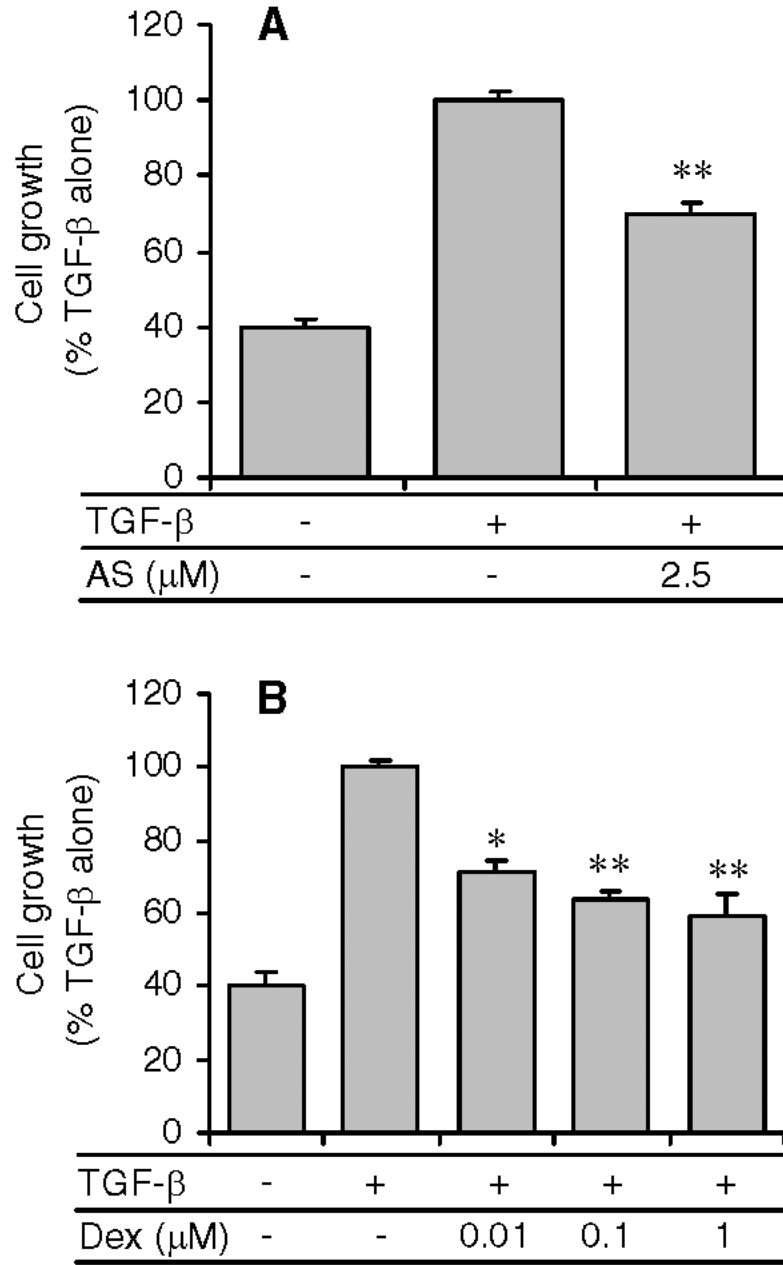 A
120
100
80
60
40
20
0
Cell growth
(% TGF-β alone)
**
TGF-β - + +
AS (μM) - - 2.5
B
120
100
80
60
40
20
0
Cell growth
(% TGF-β alone)
* ** **
TGF-β - + + + +
Dex (μM) - - 0.01 0.1 1